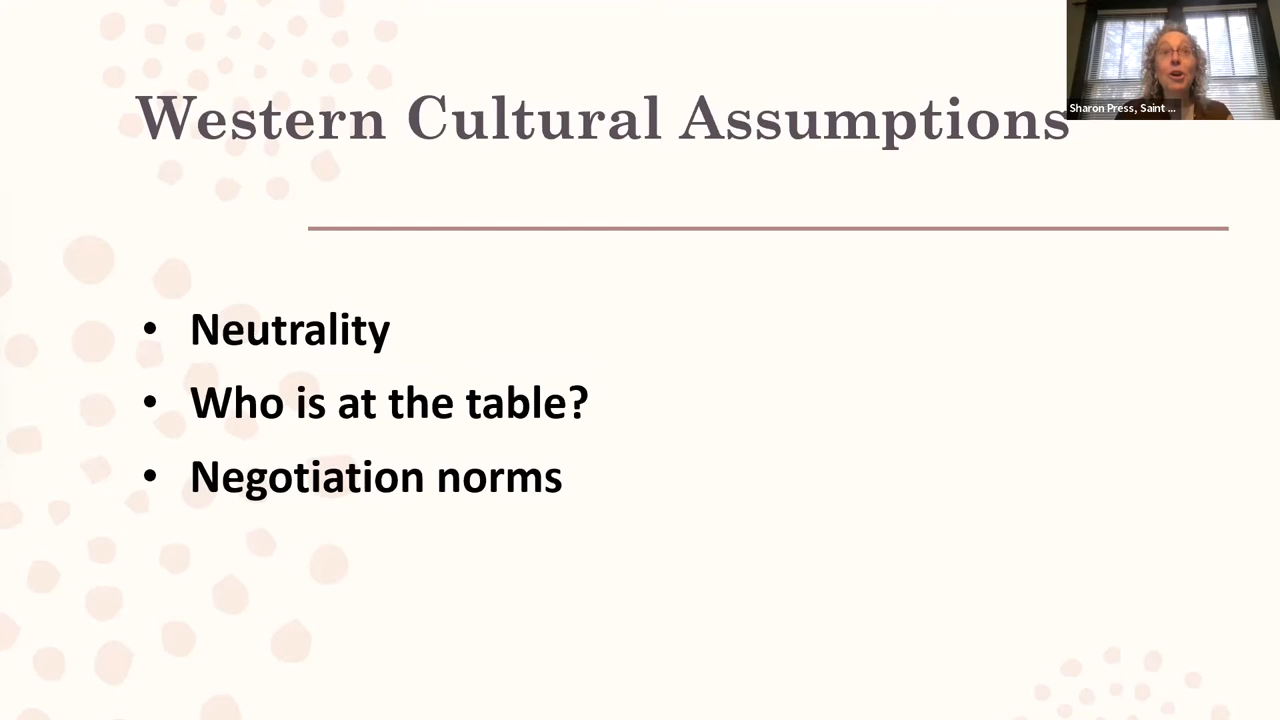 Western Cultural Assumptions
Sharon Press, Saint ...
• Neutrality
• Who is at the table?
• Negotiation norms